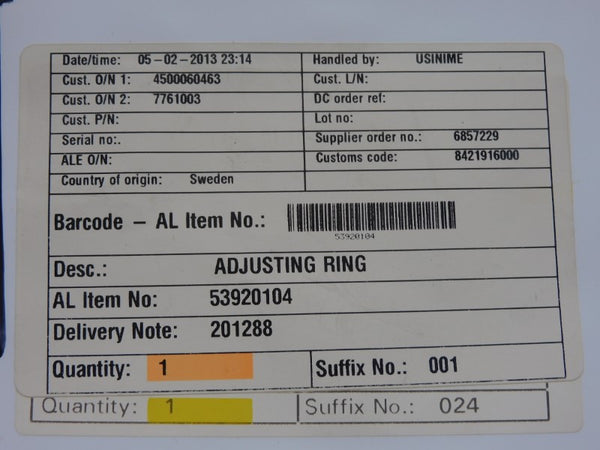 Date/time: 05-02-2013 23:14 Handled by: USINIME
Cust. O/N 1: 4500060463 Cust. L/N:
Cust. O/N 2: 7761003 DC order ref:
Cust. P/N: Lot no:
Serial no:. Supplier order no.: 6857229
ALE O/N: Customs code: 8421916000
Country of origin: Sweden
Barcode - AL Item No.:
53920104
Desc.: ADJUSTING RING
AL Item No: 53920104
Delivery Note: 201288
Quantity: 1 Suffix No.: 001
Quantity: 1 Suffix No.: 024